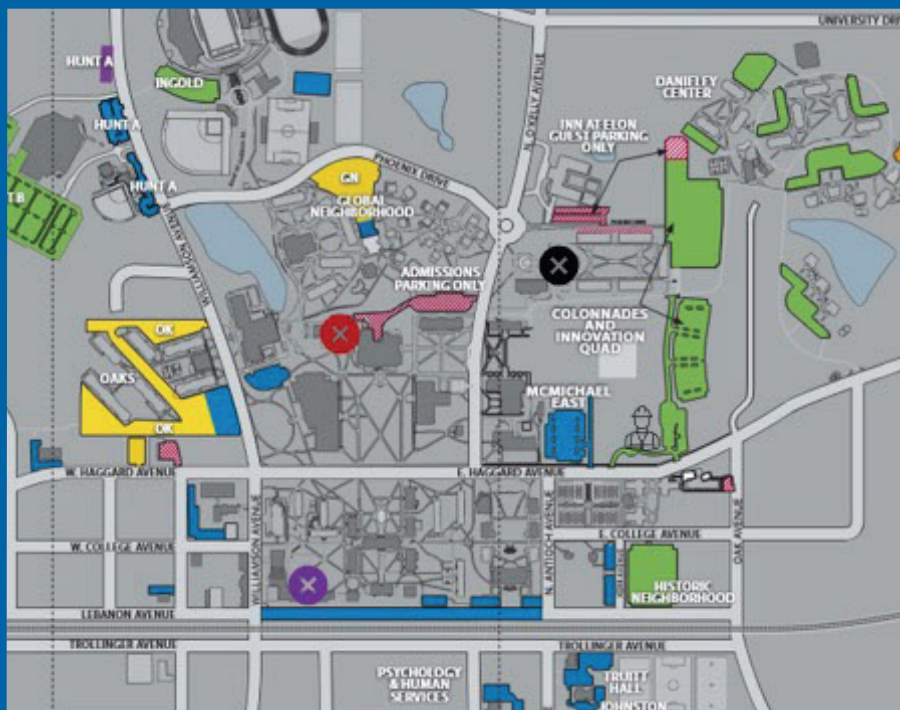 UNIVERSITY DRI
HUNT A
INGOLD
DANIELEY
CENTER
N. O'KELLY AVENUE
INN AT ELON
GUEST PARKING
ONLY
HUNT A
PHOENIX DRIVE
GN
HUNT A
T B
GLOBAL
NEIGHBORHOOD
W. WILLIAMSON AVENUE
ADMISSIONS
PARKING ONLY
COLONNADES
AND
INNOVATION
QUAD
OK
OAKS
MCMICHAEL
EAST
OK
W. HAGGARD AVENUE
E. HAGGARD AVENUE
WILLIAMSON AVENUE
N. ANTIOCH AVENUE
OAK AVENUE
E. COLLEGE AVENUE
W. COLLEGE AVENUE
HISTORIC
NEIGHBORHOOD
LEBANON AVENUE
TROLLINGER AVENUE
TROLLINGER AVENUE
PSYCHOLOGY
& HUMAN
SERVICES
TRUITT
HALL
JOHNSTON